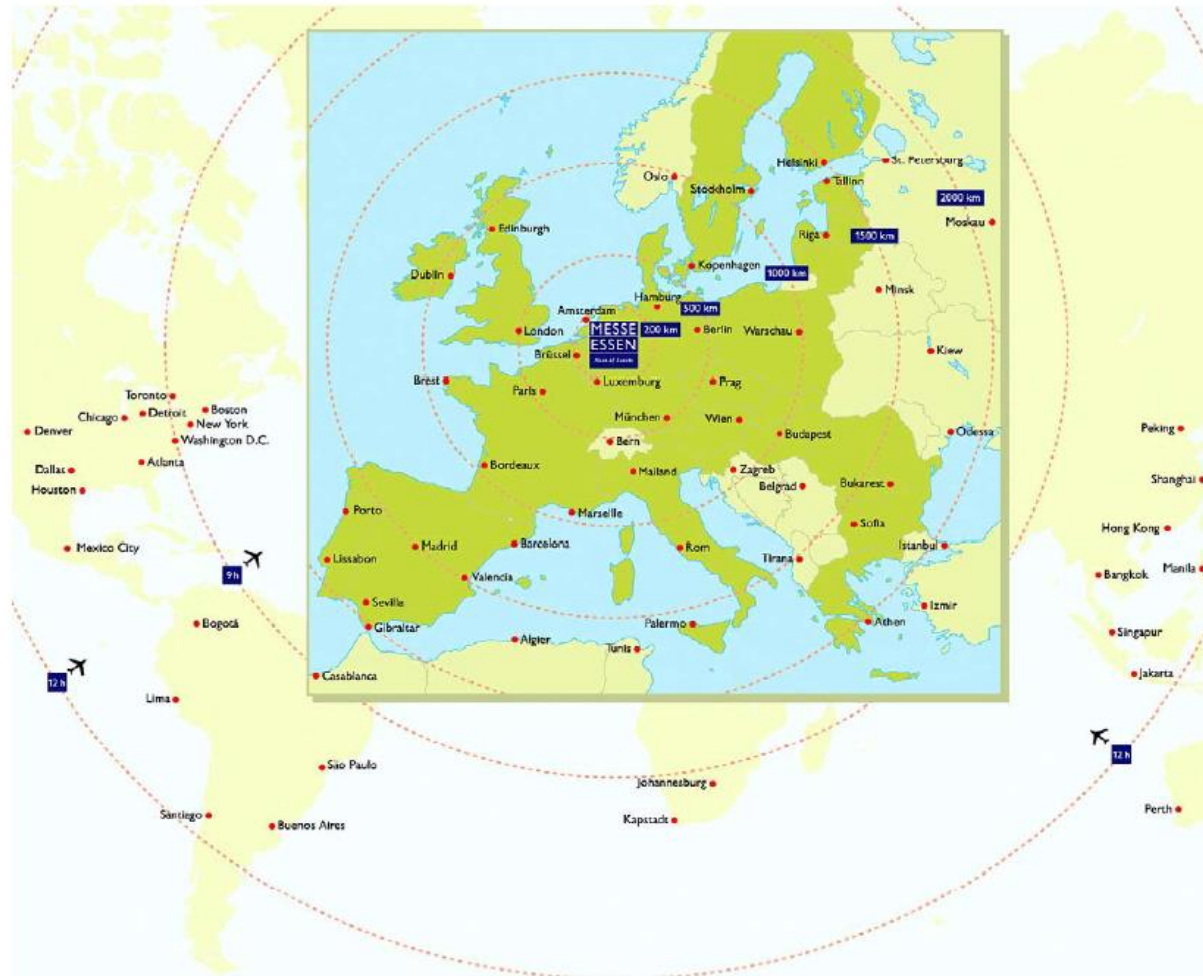 Helsinki
St. Petersburg
Oslo
Tallinn
Stockholm
2000 km
Moskau
Edinburgh
Riga
1500 km
Kopenhagen
1000 km
Dublin
Minsk
Hamburg
500 km
Amsterdam
London
MESSE
ESSEN
200 km
Berlin
Warschau
Brüssel
Kiew
Brest
Paris
Luxemburg
Prag
München
Wien
Budapest
Odessa
Bern
Bordeaux
Mailand
Zagreb
Belgrad
Bukarest
Porto
Marseille
Sofia
Madrid
Barcelona
Rom
Istanbul
Lissabon
Tirana
Valencia
Sevilla
Izmir
Gibraltar
Palermo
Athen
Algier
Tunis
Casablanca
Toronto
Boston
Chicago
Detroit
New York
Denver
Washington D.C.
Peking
Dallas
Atlanta
Shanghai
Houston
Hong Kong
Mexico City
9 h
Manila
Bangkok
Bogotá
Singapur
12 h
Jakarta
Lima
12 h
São Paulo
Johannesburg
Perth
Santiago
Buenos Aires
Kapstadt